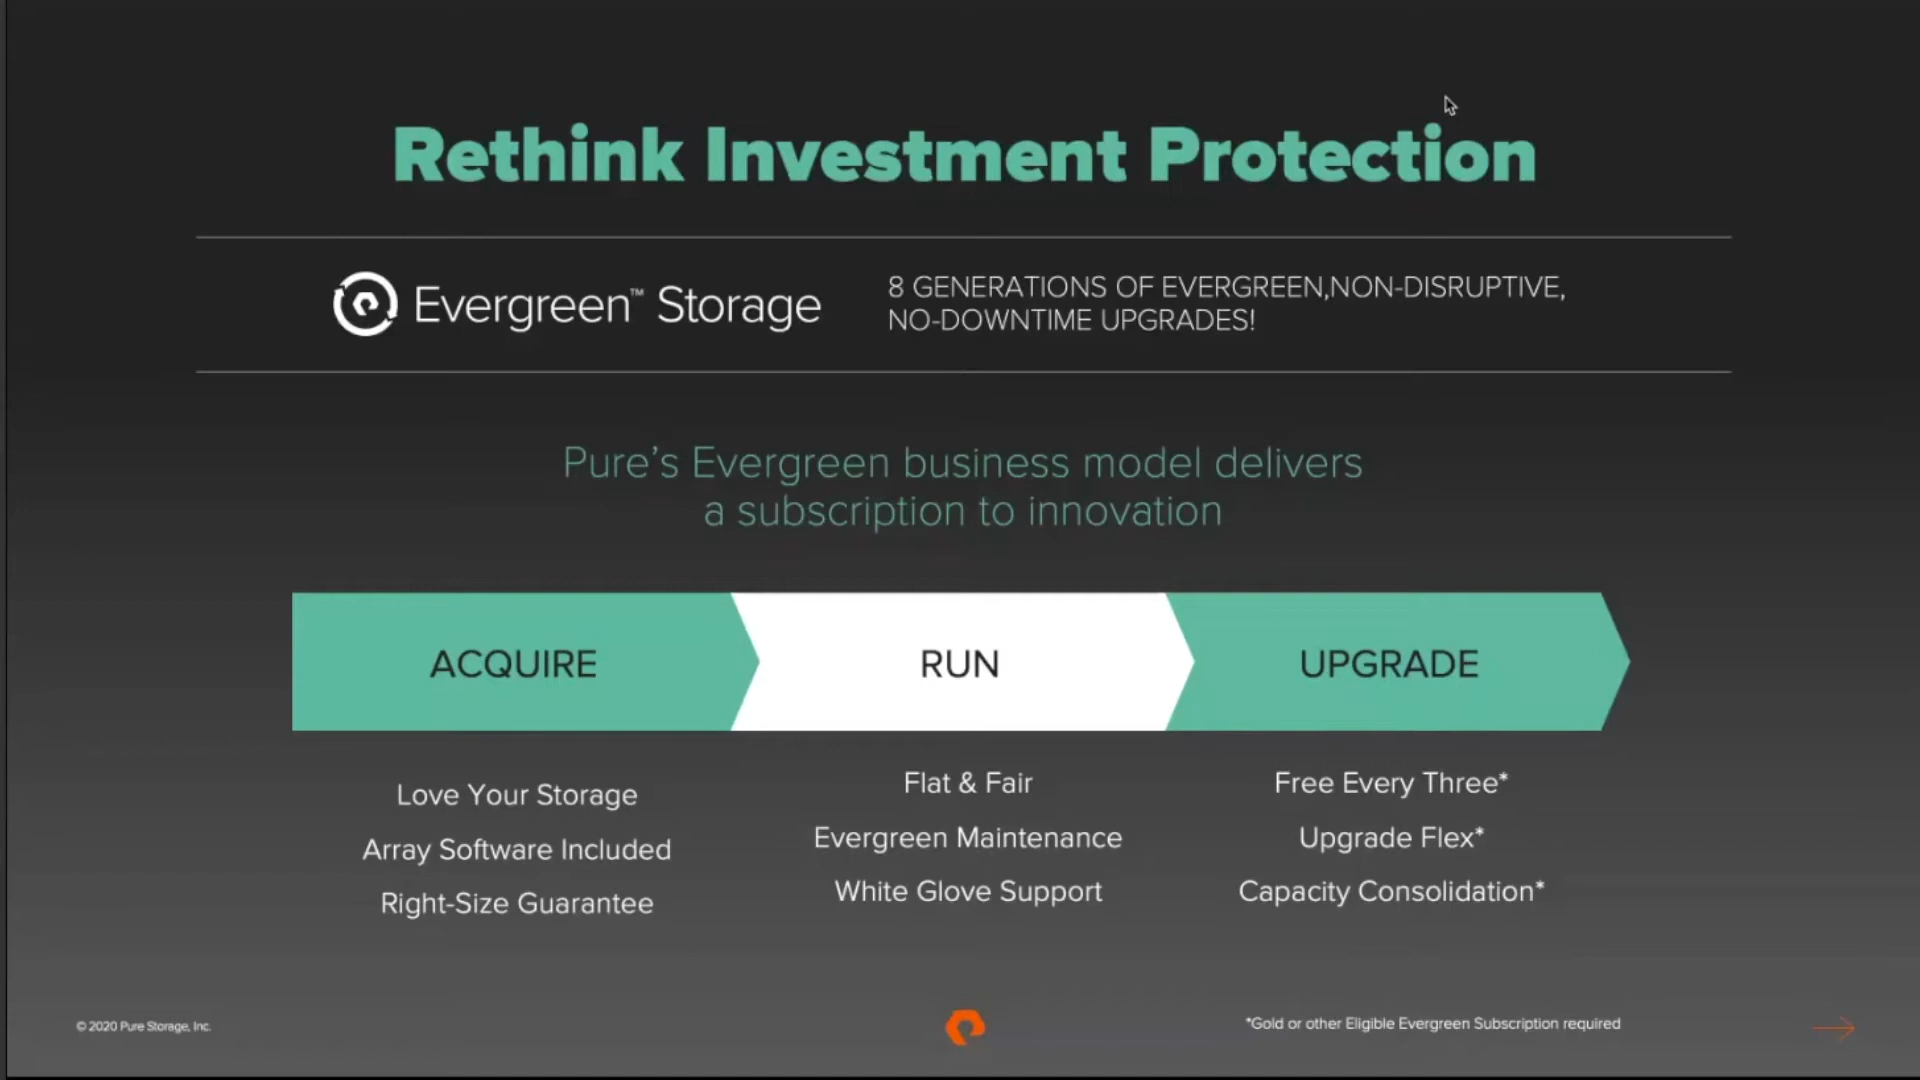 Rethink Investment Protection
Evergreen™ Storage
8 GENERATIONS OF EVERGREEN,NON-DISRUPTIVE,
NO-DOWNTIME UPGRADES!
Pure's Evergreen business model delivers
a subscription to innovation
ACQUIRE
Love Your Storage
Array Software Included
Right-Size Guarantee
RUN
Flat & Fair
Evergreen Maintenance
White Glove Support
UPGRADE
Free Every Three*
Upgrade Flex*
Capacity Consolidation*
© 2020 Pure Storage, Inc.
*Gold or other Eligible Evergreen Subscription required